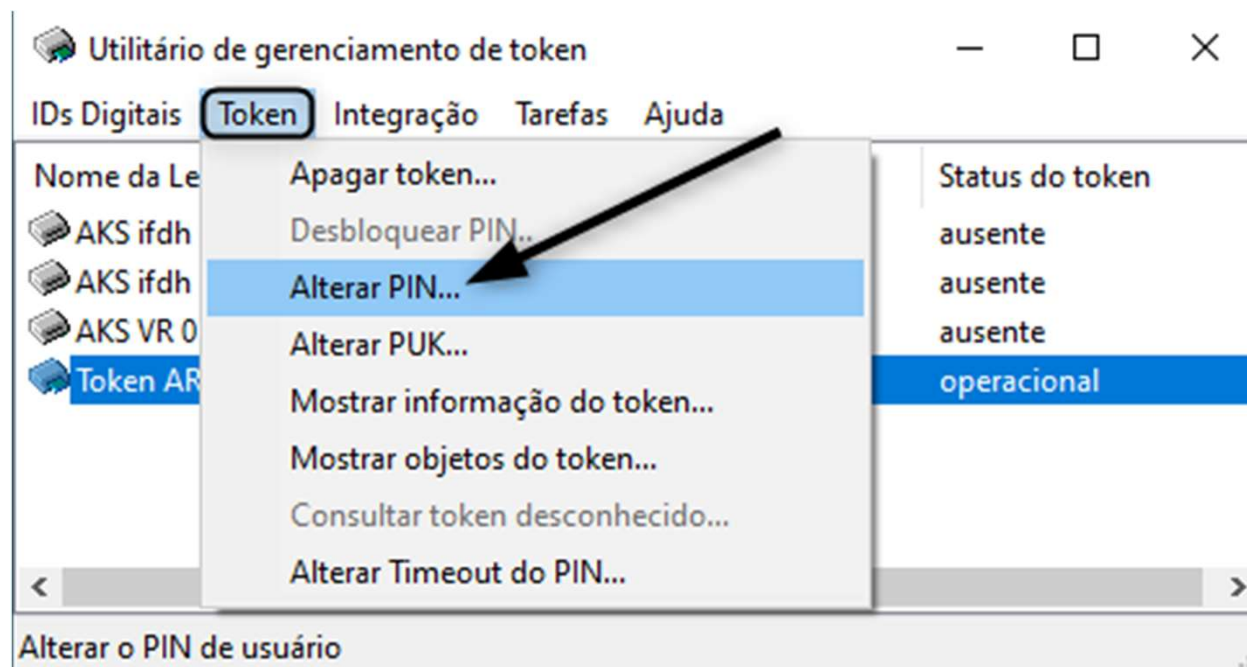 Utilitário de gerenciamento de token
IDs Digitais Token Integração Tarefas Ajuda
Nome da Le Status do token
AKS ifdh ausente
AKS ifdh ausente
AKS VR 0 ausente
Token AR operacional
Apagar token...
Desbloquear PIN..
Alterar PIN...
Alterar PUK...
Mostrar informação do token...
Mostrar objetos do token...
Consultar token desconhecido...
Alterar Timeout do PIN...
Alterar o PIN de usuário